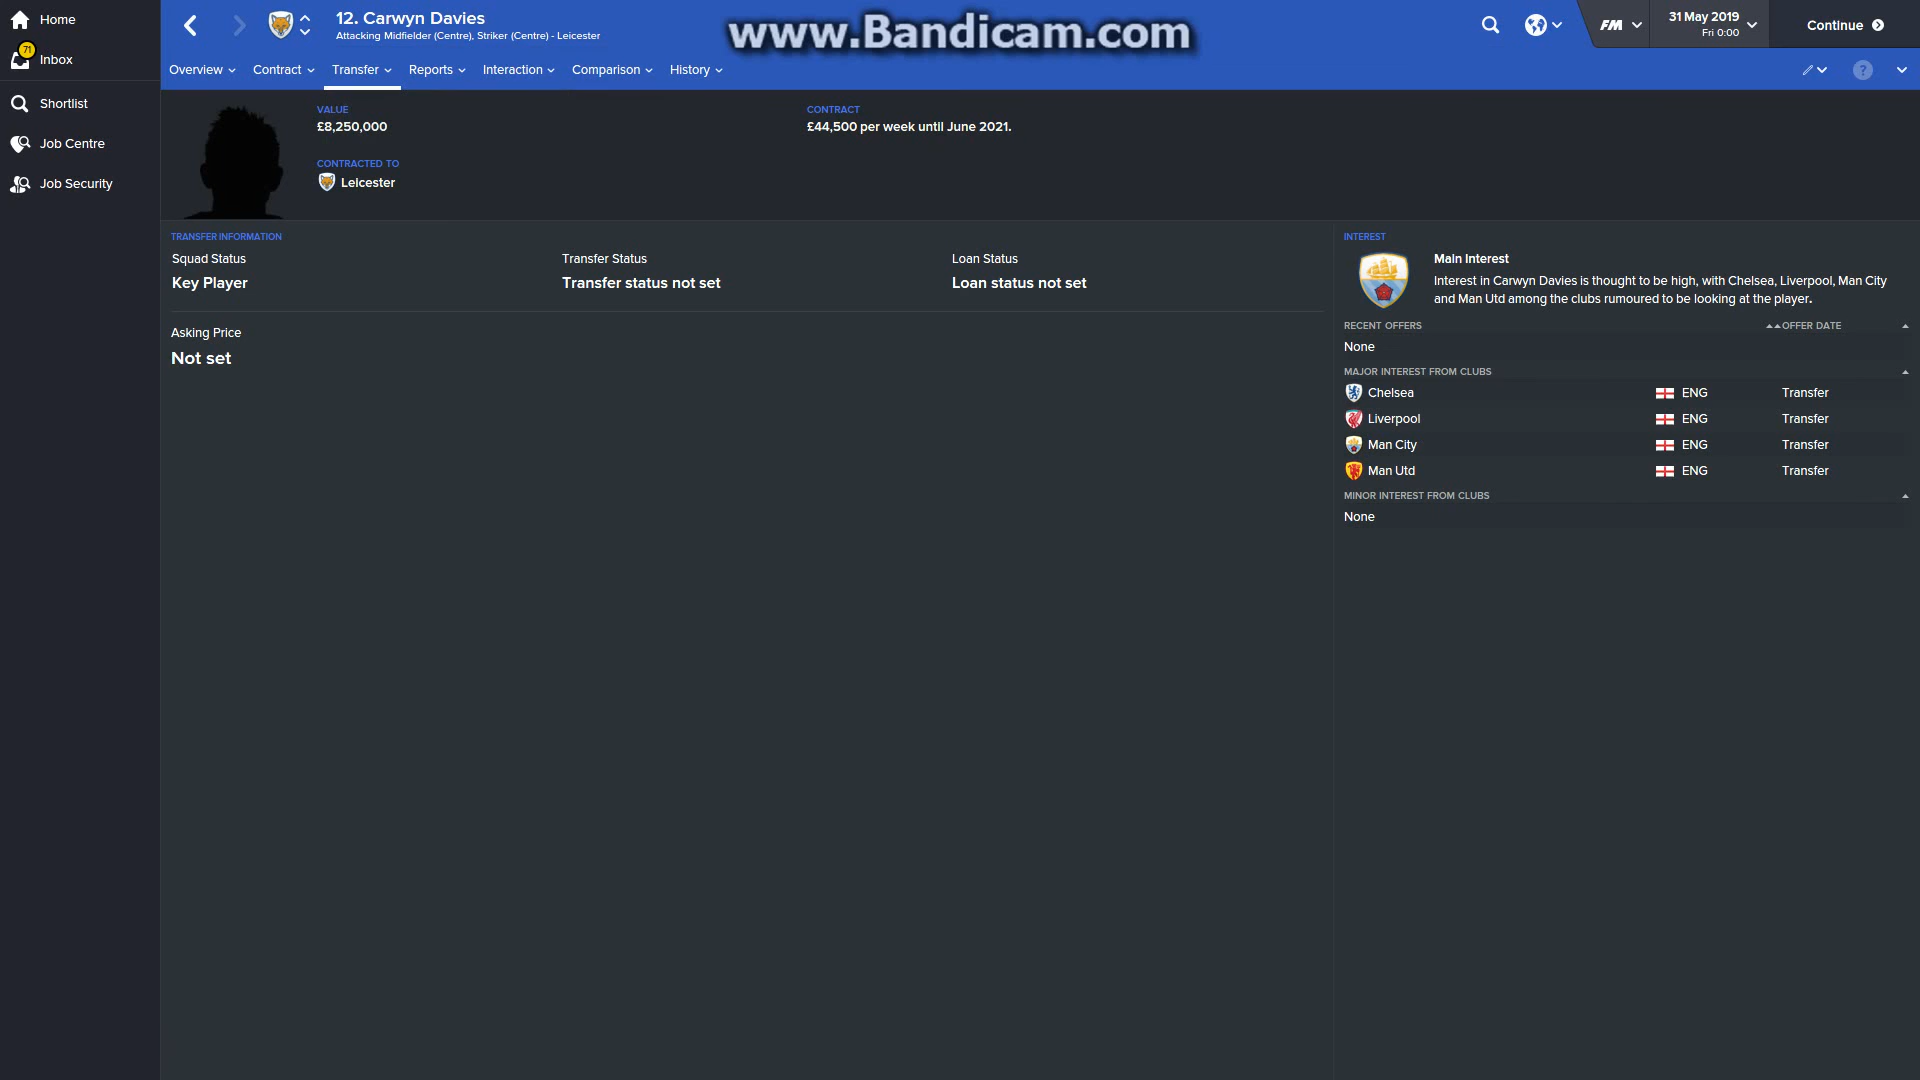 Home
71
Inbox
Shortlist
Job Centre
Job Security
12. Carwyn Davies
Attacking Midfielder (Centre), Striker (Centre) - Leicester
www.Bandicam.com
FM
31 May 2019
Fri 0:00
Continue
Overview
Contract
Transfer
Reports
Interaction
Comparison
History
?
VALUE
£8,250,000
CONTRACT
£44,500 per week until June 2021.
CONTRACTED TO
Leicester
TRANSFER INFORMATION
Squad Status
Transfer Status
Loan Status
Key Player
Transfer status not set
Loan status not set
Asking Price
Not set
INTEREST
Main Interest
Interest in Carwyn Davies is thought to be high, with Chelsea, Liverpool, Man City
and Man Utd among the clubs rumoured to be looking at the player.
RECENT OFFERS OFFER DATE
None
MAJOR INTEREST FROM CLUBS
Chelsea ENG Transfer
Liverpool ENG Transfer
Man City ENG Transfer
Man Utd ENG Transfer
MINOR INTEREST FROM CLUBS
None